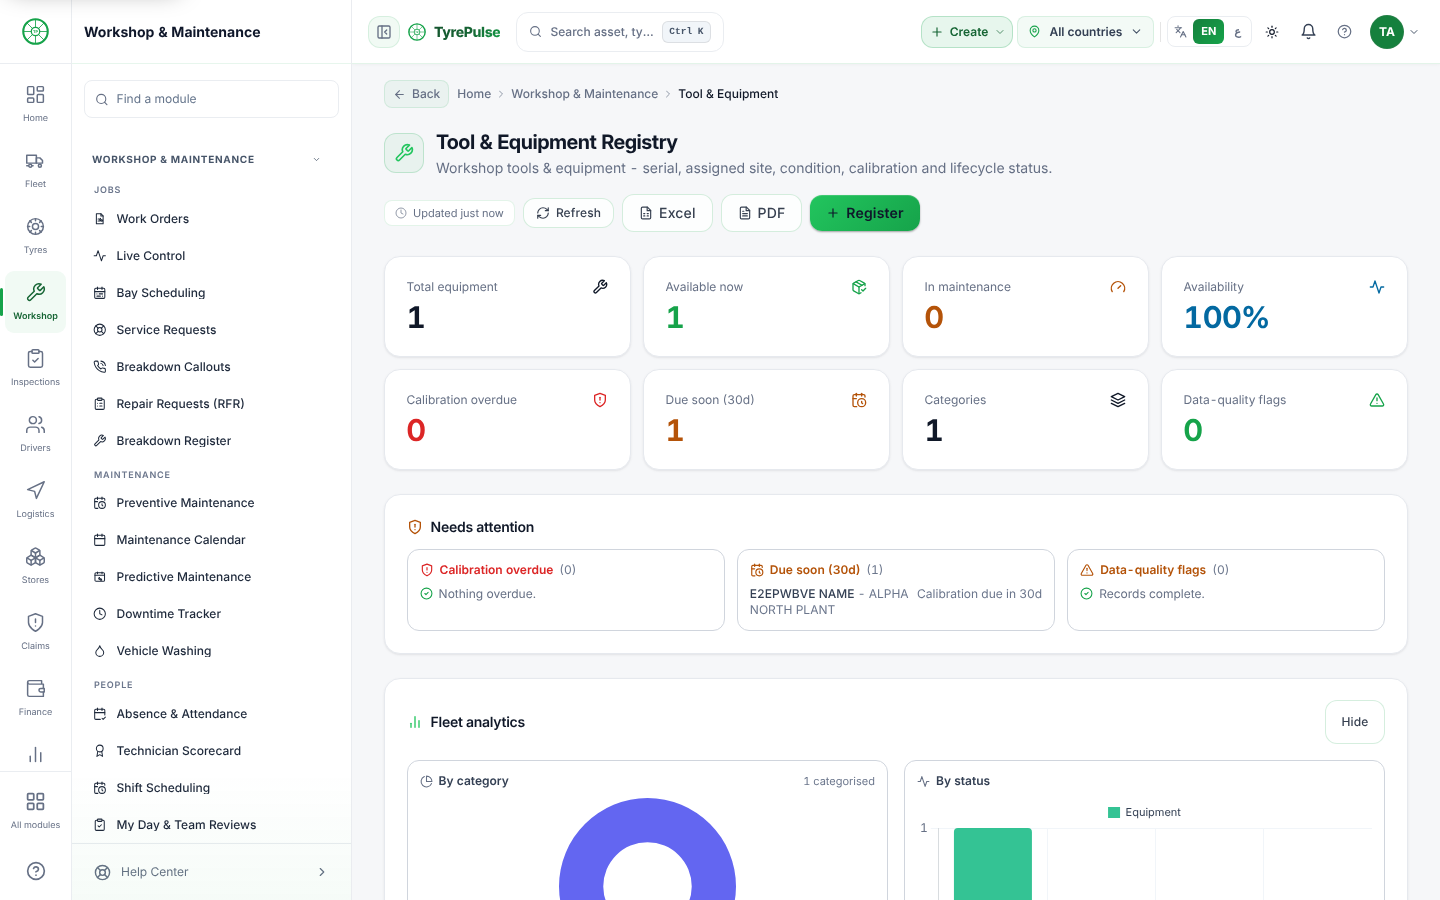 Workshop & Maintenance
TyrePulse
Search asset, ty...
Ctrl K
Create
All countries
EN
ع
TA
Home
Fleet
Tyres
Workshop
Inspections
Drivers
Logistics
Stores
Claims
Finance
All modules
Find a module
WORKSHOP & MAINTENANCE
JOBS
Work Orders
Live Control
Bay Scheduling
Service Requests
Breakdown Callouts
Repair Requests (RFR)
Breakdown Register
MAINTENANCE
Preventive Maintenance
Maintenance Calendar
Predictive Maintenance
Downtime Tracker
Vehicle Washing
PEOPLE
Absence & Attendance
Technician Scorecard
Shift Scheduling
My Day & Team Reviews
Help Center
Back
Home > Workshop & Maintenance > Tool & Equipment
Tool & Equipment Registry
Workshop tools & equipment - serial, assigned site, condition, calibration and lifecycle status.
Updated just now
Refresh
Excel
PDF
Register
Total equipment
1
Available now
1
In maintenance
0
Availability
100%
Calibration overdue
0
Due soon (30d)
1
Categories
1
Data-quality flags
0
Needs attention
Calibration overdue (0)
Nothing overdue.
Due soon (30d) (1)
E2EPWBVE NAME - ALPHA Calibration due in 30d
NORTH PLANT
Data-quality flags (0)
Records complete.
Fleet analytics
Hide
By category
1 categorised
By status
Equipment
1